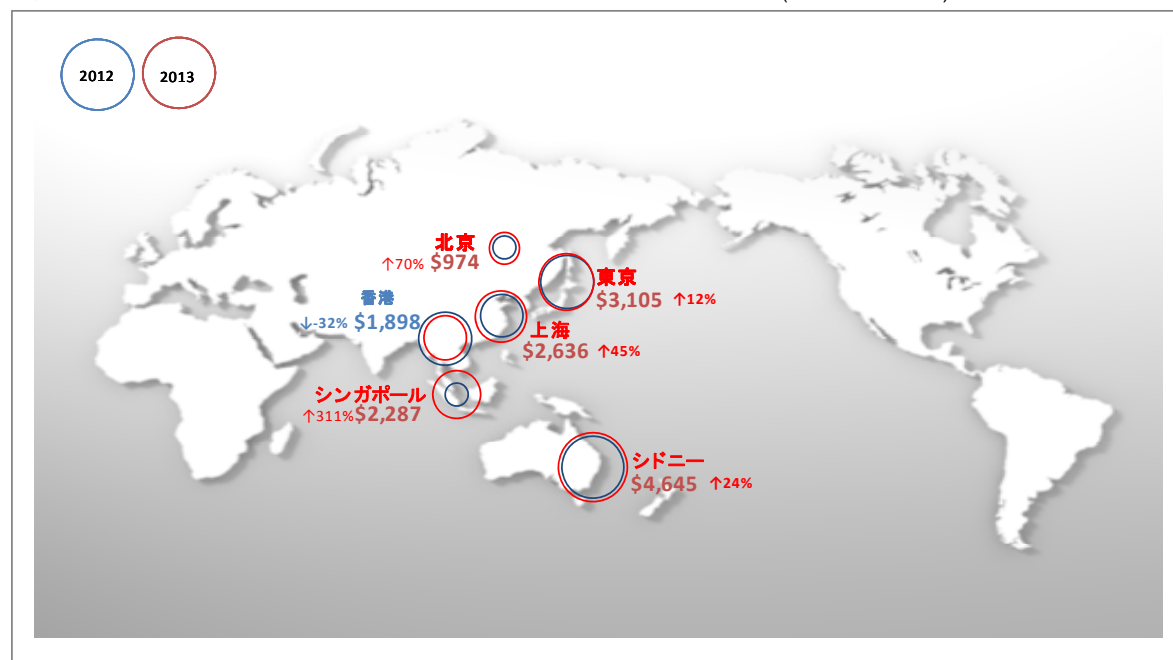 2012
2013
北京
↑70% $974
東京
$3,105 ↑12%
香港
↓-32% $1,898
上海
$2,636 ↑45%
シンガポール
↑311%$2,287
シドニー
$4,645 ↑24%